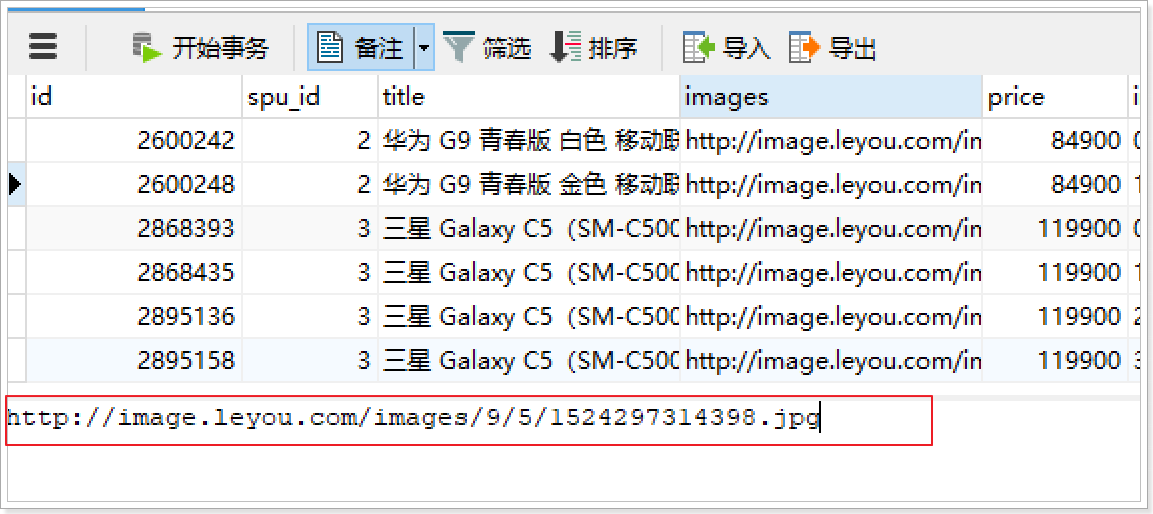 开始事务 备注 筛选 排序 导入 导出
id spu_id title images price i
2600242 2 华为 G9 青春版 白色 移动联 http://image.leyou.com/im 84900 0
2600248 2 华为 G9 青春版 金色 移动联 http://image.leyou.com/im 84900 1
2868393 3 三星 Galaxy C5（SM-C500 http://image.leyou.com/im 119900 0
2868435 3 三星 Galaxy C5（SM-C500 http://image.leyou.com/im 119900 1
2895136 3 三星 Galaxy C5（SM-C500 http://image.leyou.com/im 119900 2
2895158 3 三星 Galaxy C5（SM-C500 http://image.leyou.com/im 119900 3
http://image.leyou.com/images/9/5/1524297314398.jpg